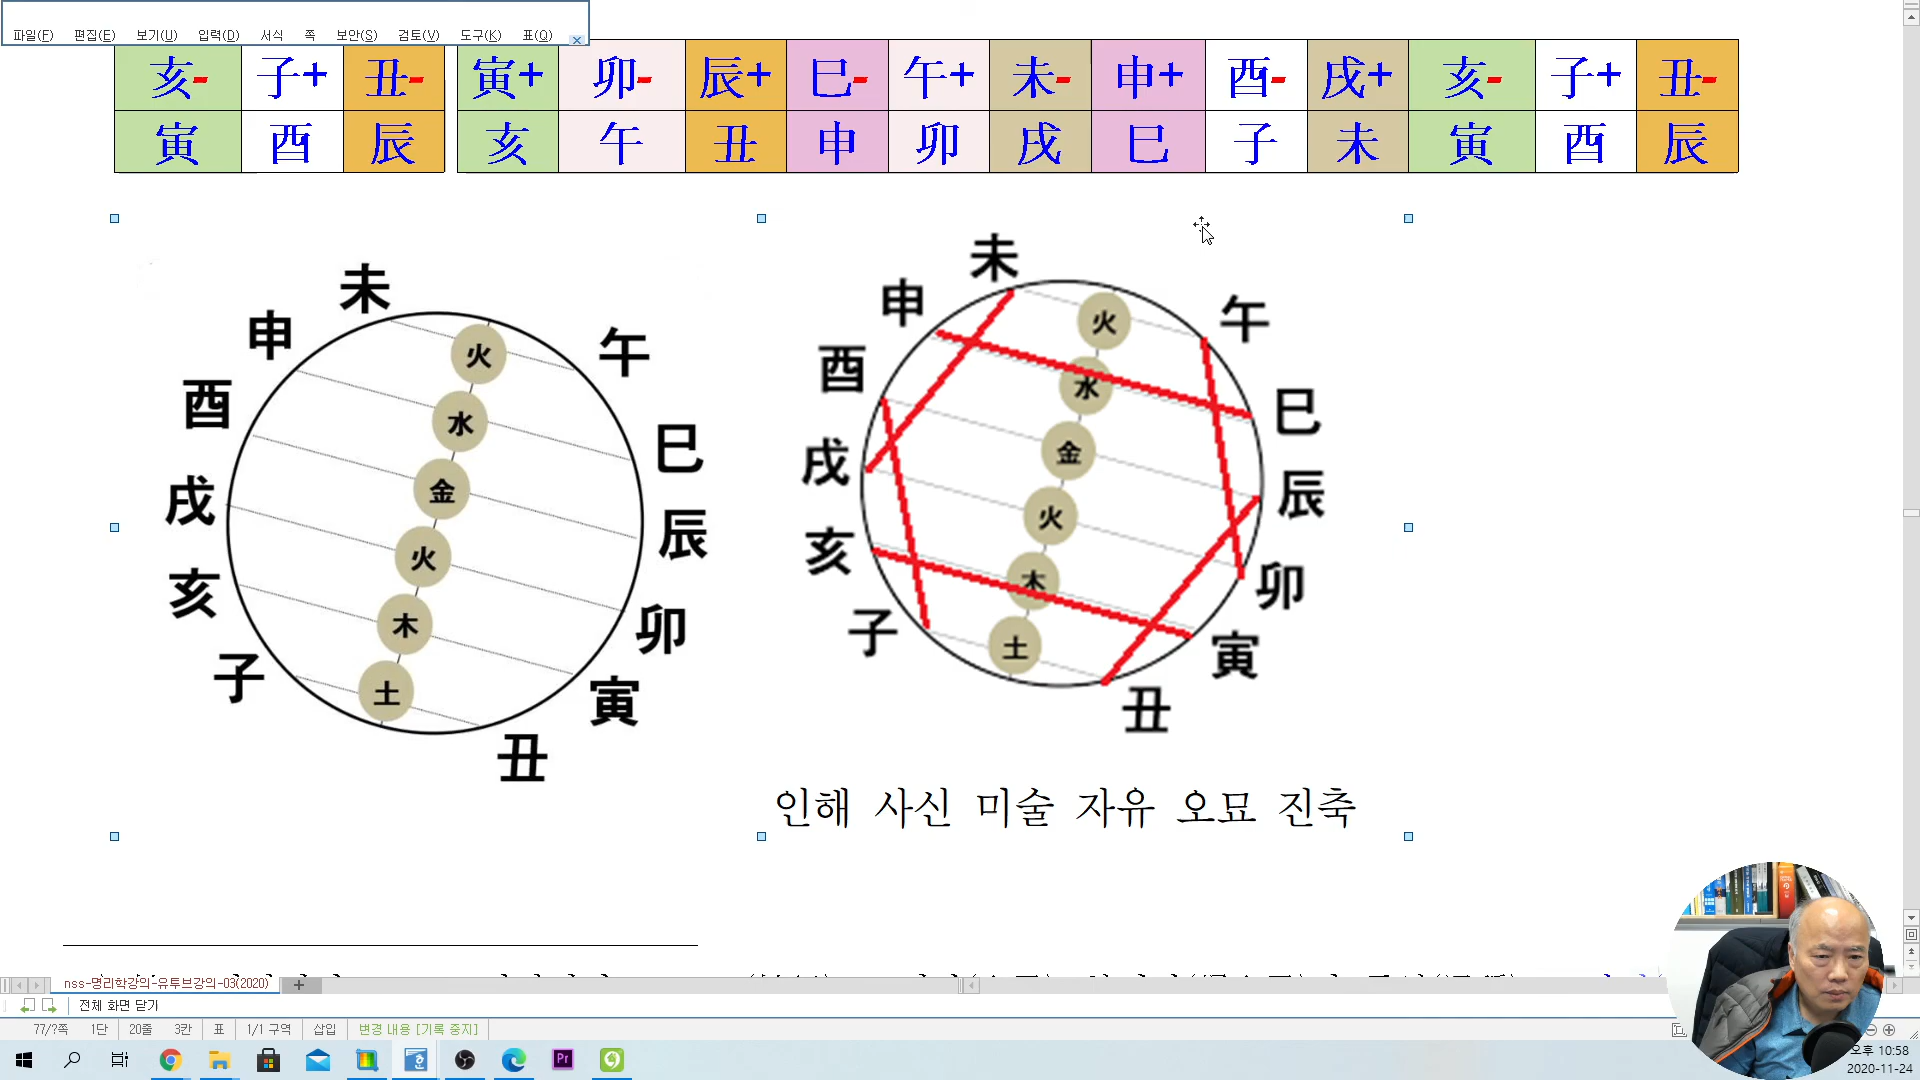 파일(F) 편집(E) 보기(U) 입력(D) 서식 쪽 보안(S) 검토(V) 도구(K) 표(Q)
亥- 子+ 丑- 寅+ 卯- 辰+ 巳- 午+ 未- 申+ 酉- 戌+ 亥- 子+ 丑-
寅 酉 辰 亥 午 丑 申 卯 戌 巳 子 未 寅 酉 辰
未
申
午
酉
巳
戌
辰
亥
卯
子
寅
丑
火
水
金
火
木
土
未
申
午
酉
巳
戌
辰
亥
卯
子
寅
丑
火
水
金
火
木
土
인해 사신 미술 자유 오묘 진축
nss-명리학강의-유투브강의-03(2020)
전체 화면 닫기
77/?쪽 1단 20줄 3칸 표 1/1 구역 삽입 변경 내용 [기록 중지]
Pr
오후 10:58
2020-11-24